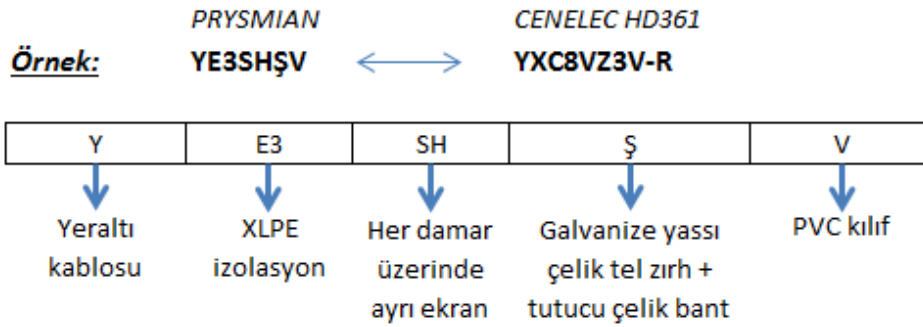 PRYSMIAN CENELEC HD361
Örnek: YE3SHŞV YXC8VZ3V-R
Y E3 SH Ş V
Yeraltı kablosu
XLPE izolasyon
Her damar üzerinde ayrı ekran
Galvanize yassı çelik tel zırh + tutucu çelik bant
PVC kılıf